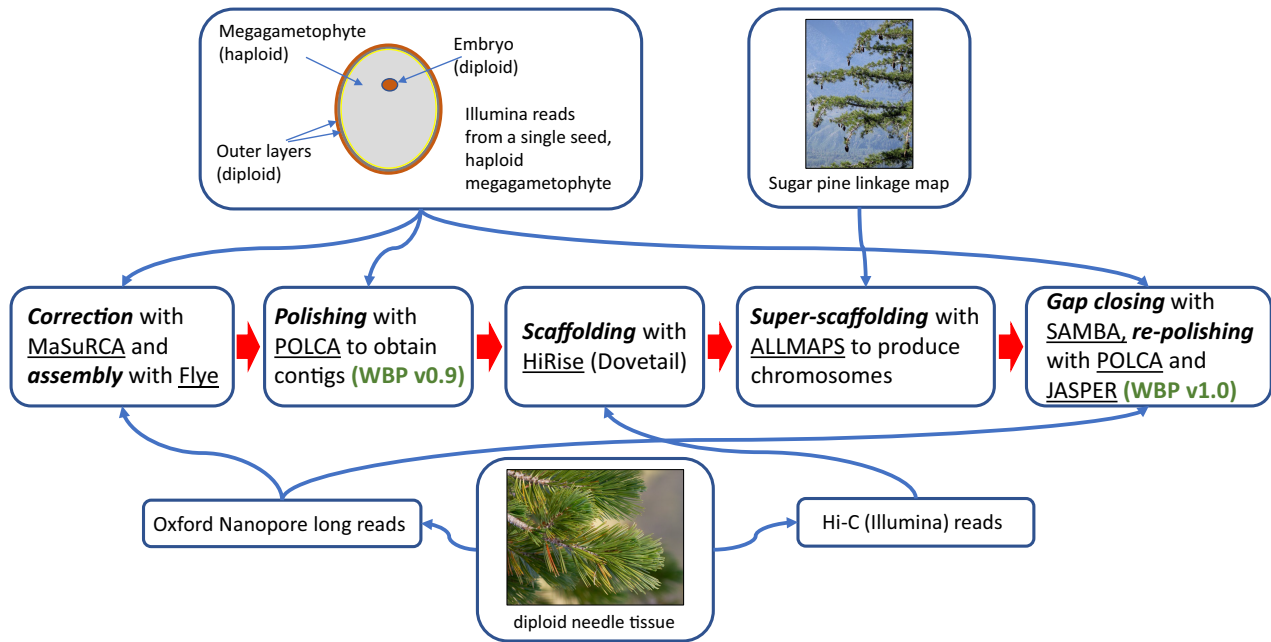 Megagametophyte
(haploid)
Embryo
(diploid)
Outer layers
(diploid)
Illumina reads
from a single seed,
haploid
megagametophyte
Sugar pine linkage map
Correction with
MaSuRCA and
assembly with Flye
Polishing with
POLCA to obtain
contigs (WBP v0.9)
Scaffolding with
HiRise (Dovetail)
Super-scaffolding with
ALLMAPS to produce
chromosomes
Gap closing with
SAMBA, re-polishing
with POLCA and
JASPER (WBP v1.0)
Oxford Nanopore long reads
diploid needle tissue
Hi-C (Illumina) reads